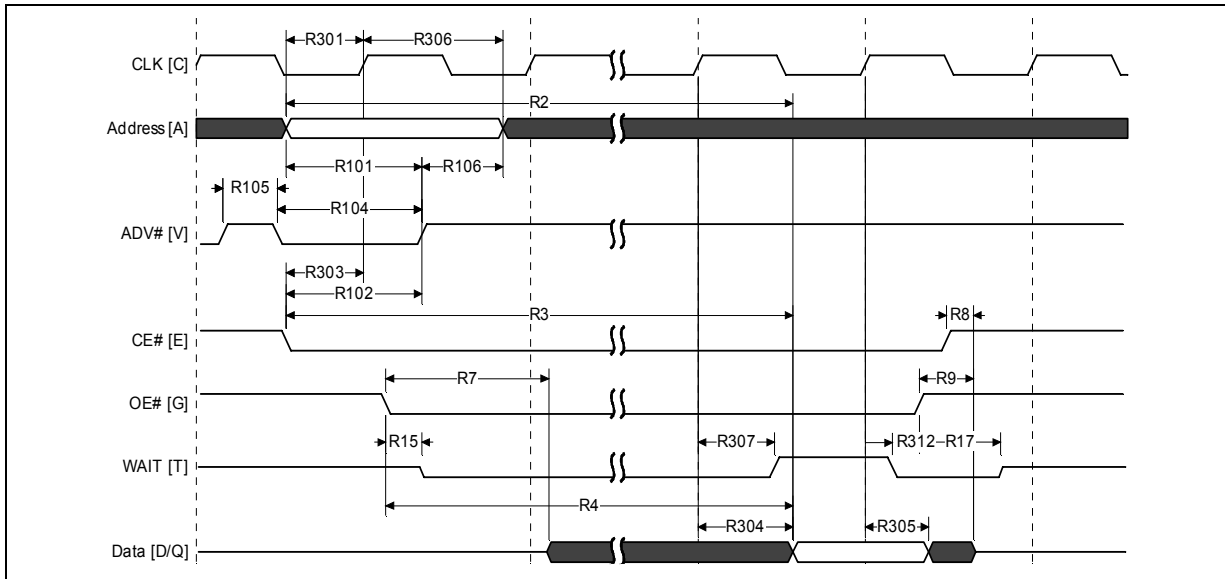 R301 R306
CLK [C]
R2
Address [A]
R101 R106
R105
R104
ADV# [V]
R303
R102
R3
R8
CE# [E]
R7
R9
OE# [G]
R15
R307
R312 R17
WAIT [T]
R4
R304
R305
Data [D/Q]